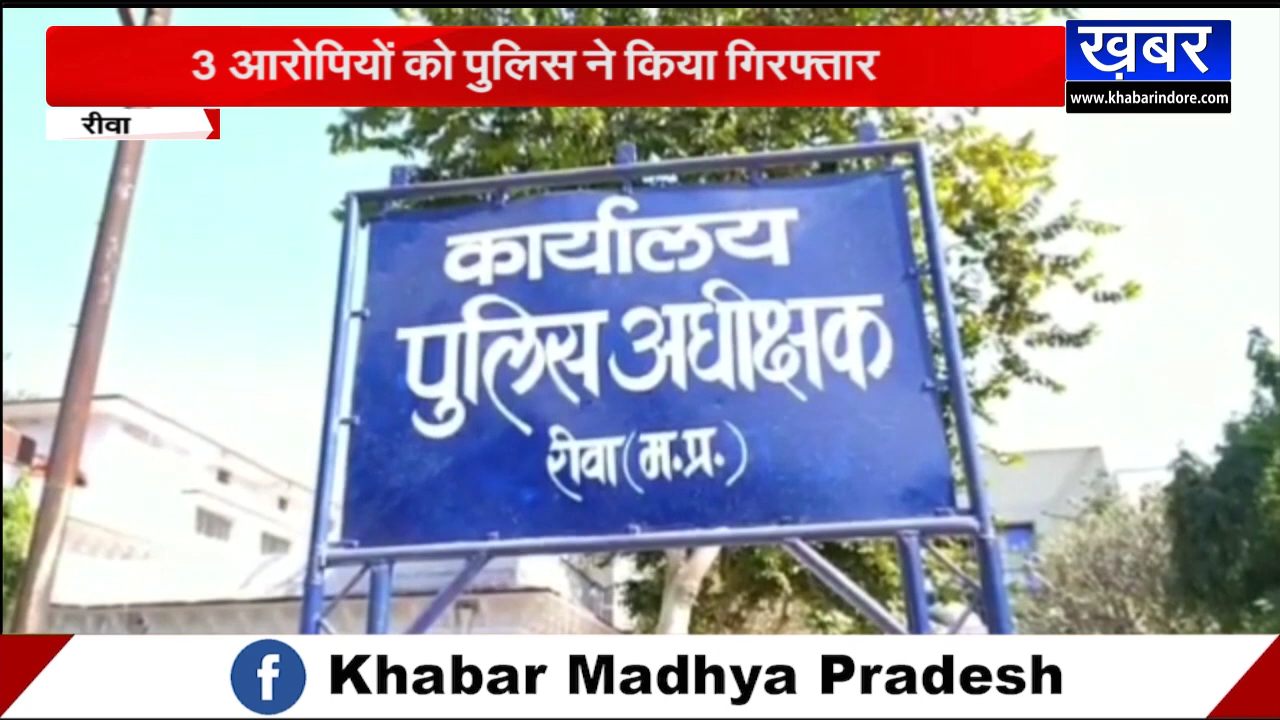 3 आरोपियों को पुलिस ने किया गिरफ्तार
ख़बर
www.khabarindore.com
रीवा
कार्यालय
पुलिस अधीक्षक
रीवा (म.प्र.)
Khabar Madhya Pradesh